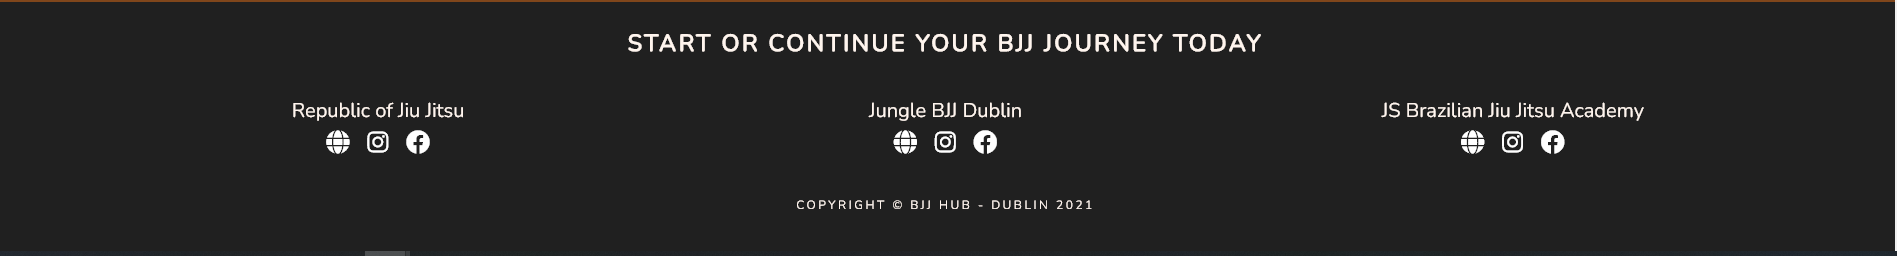 START OR CONTINUE YOUR BJJ JOURNEY TODAY
Republic of Jiu Jitsu
Jungle BJJ Dublin
JS Brazilian Jiu Jitsu Academy
COPYRIGHT © BJJ HUB - DUBLIN 2021